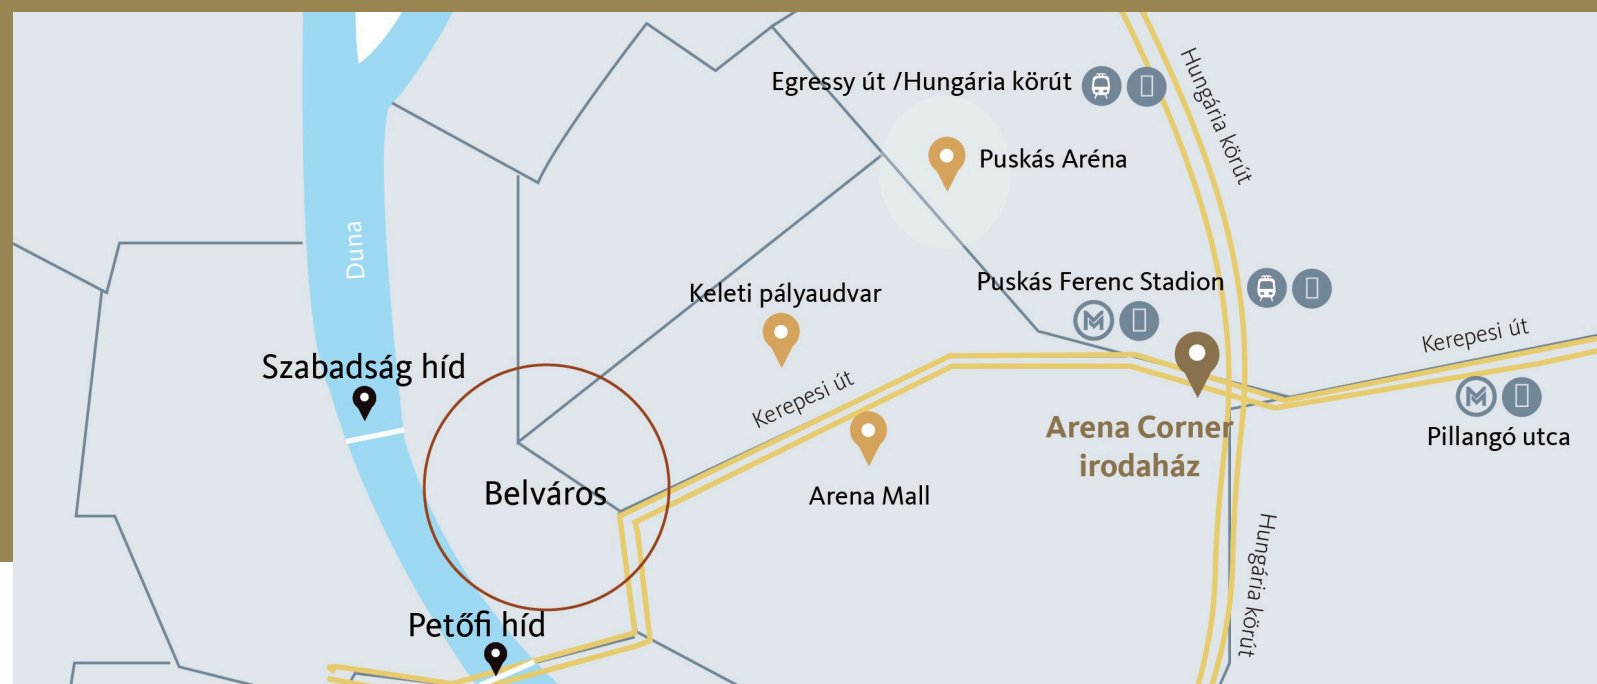 Egressy út /Hungária körút
Hungária körút
Puskás Aréna
Duna
Puskás Ferenc Stadion
Keleti pályaudvar
Kerepesi út
Szabadság híd
Kerepesi út
Arena Corner
irodaház
Pillangó utca
Belváros
Arena Mall
Hungária körút
Petőfi híd